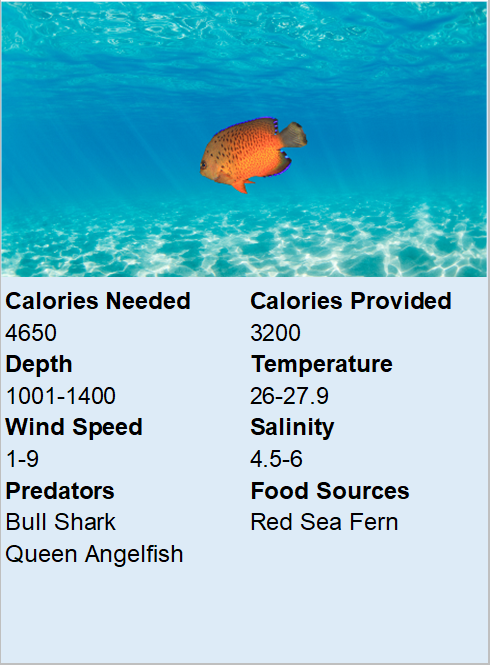 Calories Needed
Calories Provided
4650
3200
Depth
Temperature
1001-1400
26-27.9
Wind Speed
Salinity
1-9
4.5-6
Predators
Food Sources
Bull Shark
Red Sea Fern
Queen Angelfish